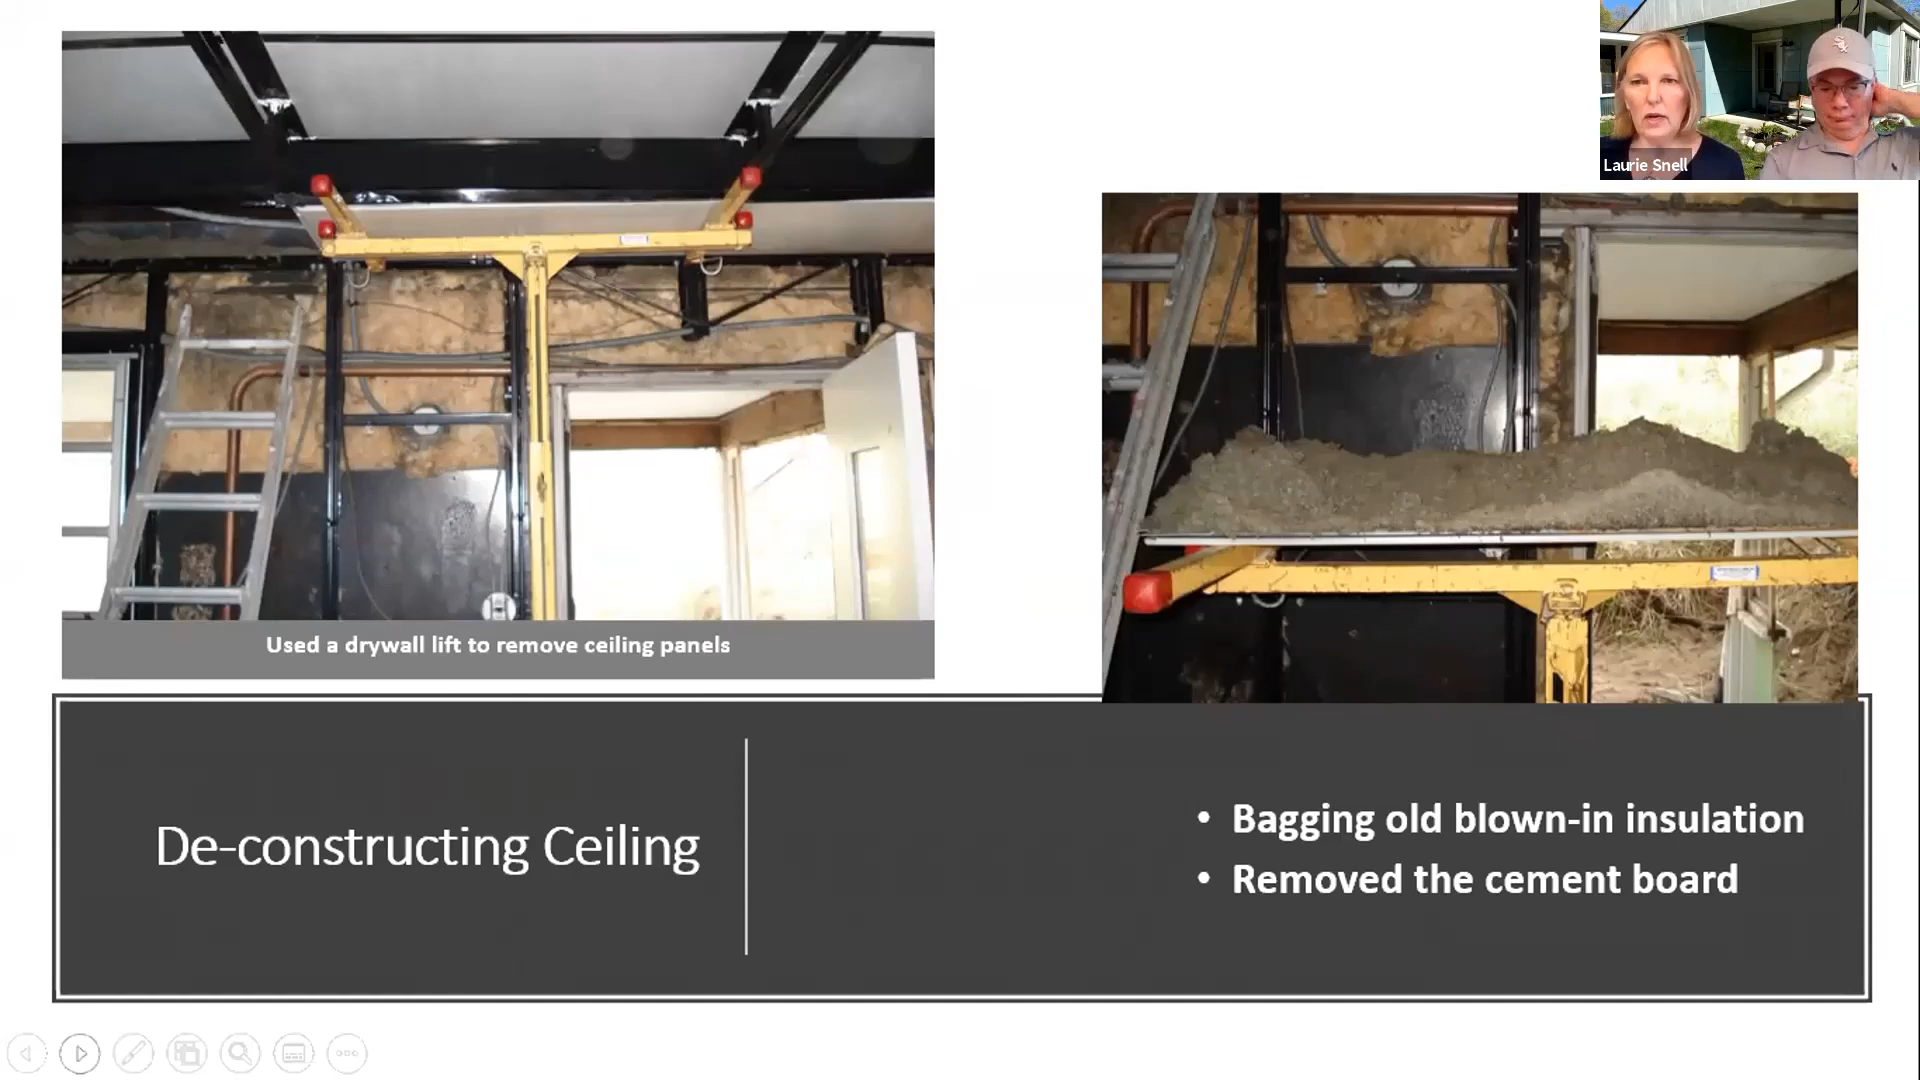 Laurie Snell
Used a drywall lift to remove ceiling panels
De-constructing Ceiling
• Bagging old blown-in insulation
• Removed the cement board